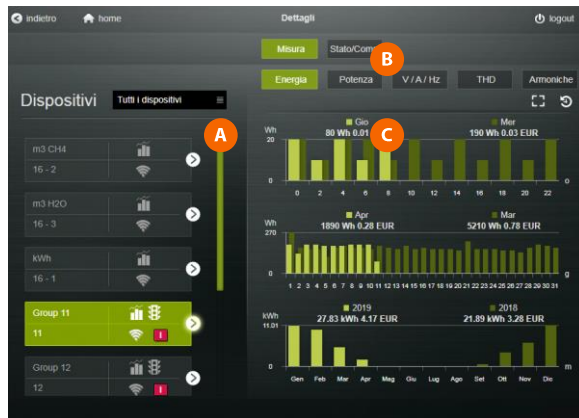 indietro home Dettagli logout
Misura Stato/Com
B
Energia Potenza V / A / Hz THD Armoniche
Dispositivi Tutti i dispositivi
A
C
m3 CH4
16 - 2
m3 H2O
16 - 3
kWh
16 - 1
Group 11
11 I
Group 12
12 I
Gio Mer
Wh 80 Wh 0.01 190 Wh 0.03 EUR
20
0
0 2 4 6 8 10 12 14 16 18 20 22 o
Apr Mar
Wh 1890 Wh 0.28 EUR 5210 Wh 0.78 EUR
270
0
1 2 3 4 5 6 7 8 9 10 11 12 13 14 15 16 17 18 19 20 21 22 23 24 25 26 27 28 29 30 31 g
2019 2018
kWh 27.83 kWh 4.17 EUR 21.89 kWh 3.28 EUR
11.01
0
Gen Feb Mar Apr Mag Giu Lug Ago Set Ott Nov Dic m